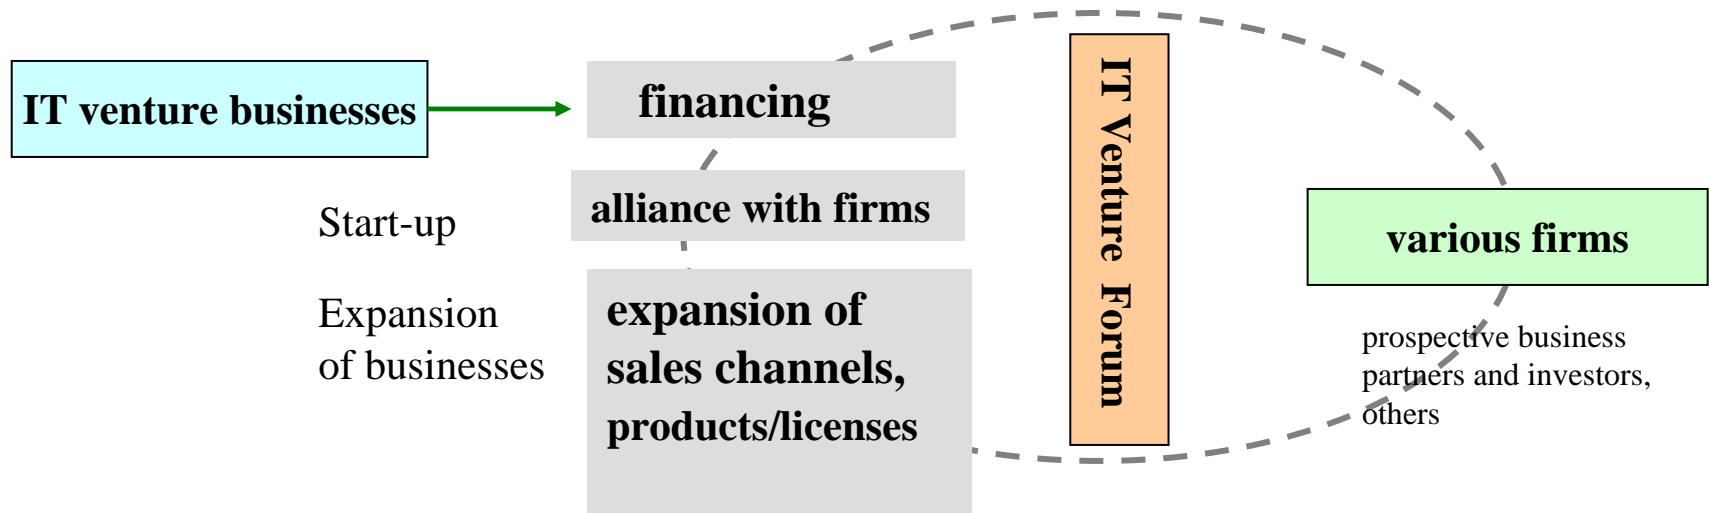 IT venture businesses
Start-up
Expansion
of businesses
financing
alliance with firms
expansion of
sales channels,
products/licenses
IT Venture Forum
various firms
prospective business
partners and investors,
others